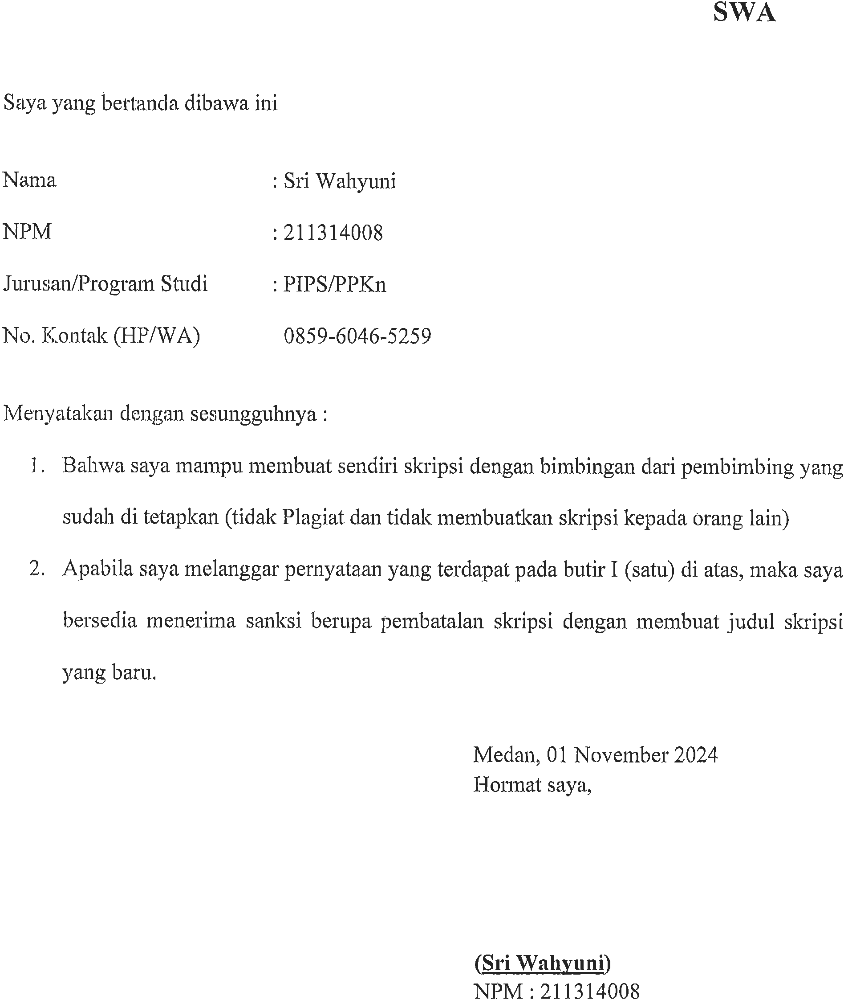 SWA
Saya yang bertanda dibawa ini
Nama : Sri Wahyuni
NPM : 211314008
Jurusan/Program Studi : PIPS/PPKn
No. Kontak (HP/WA) 0859-6046-5259
Menyatakan dengan sesungguhnya :
1. Bahwa saya mampu membuat sendiri skripsi dengan bimbingan dari pembimbing yang
sudah di tetapkan (tidak Plagiat dan tidak membuatkan skripsi kepada orang lain)
2. Apabila saya melanggar pernyataan yang terdapat pada butir I (satu) di atas, maka saya
bersedia menerima sanksi berupa pembatalan skripsi dengan membuat judul skripsi
yang baru.
Medan, 01 November 2024
Hormat saya,
(Sri Wahyuni)
NPM : 211314008